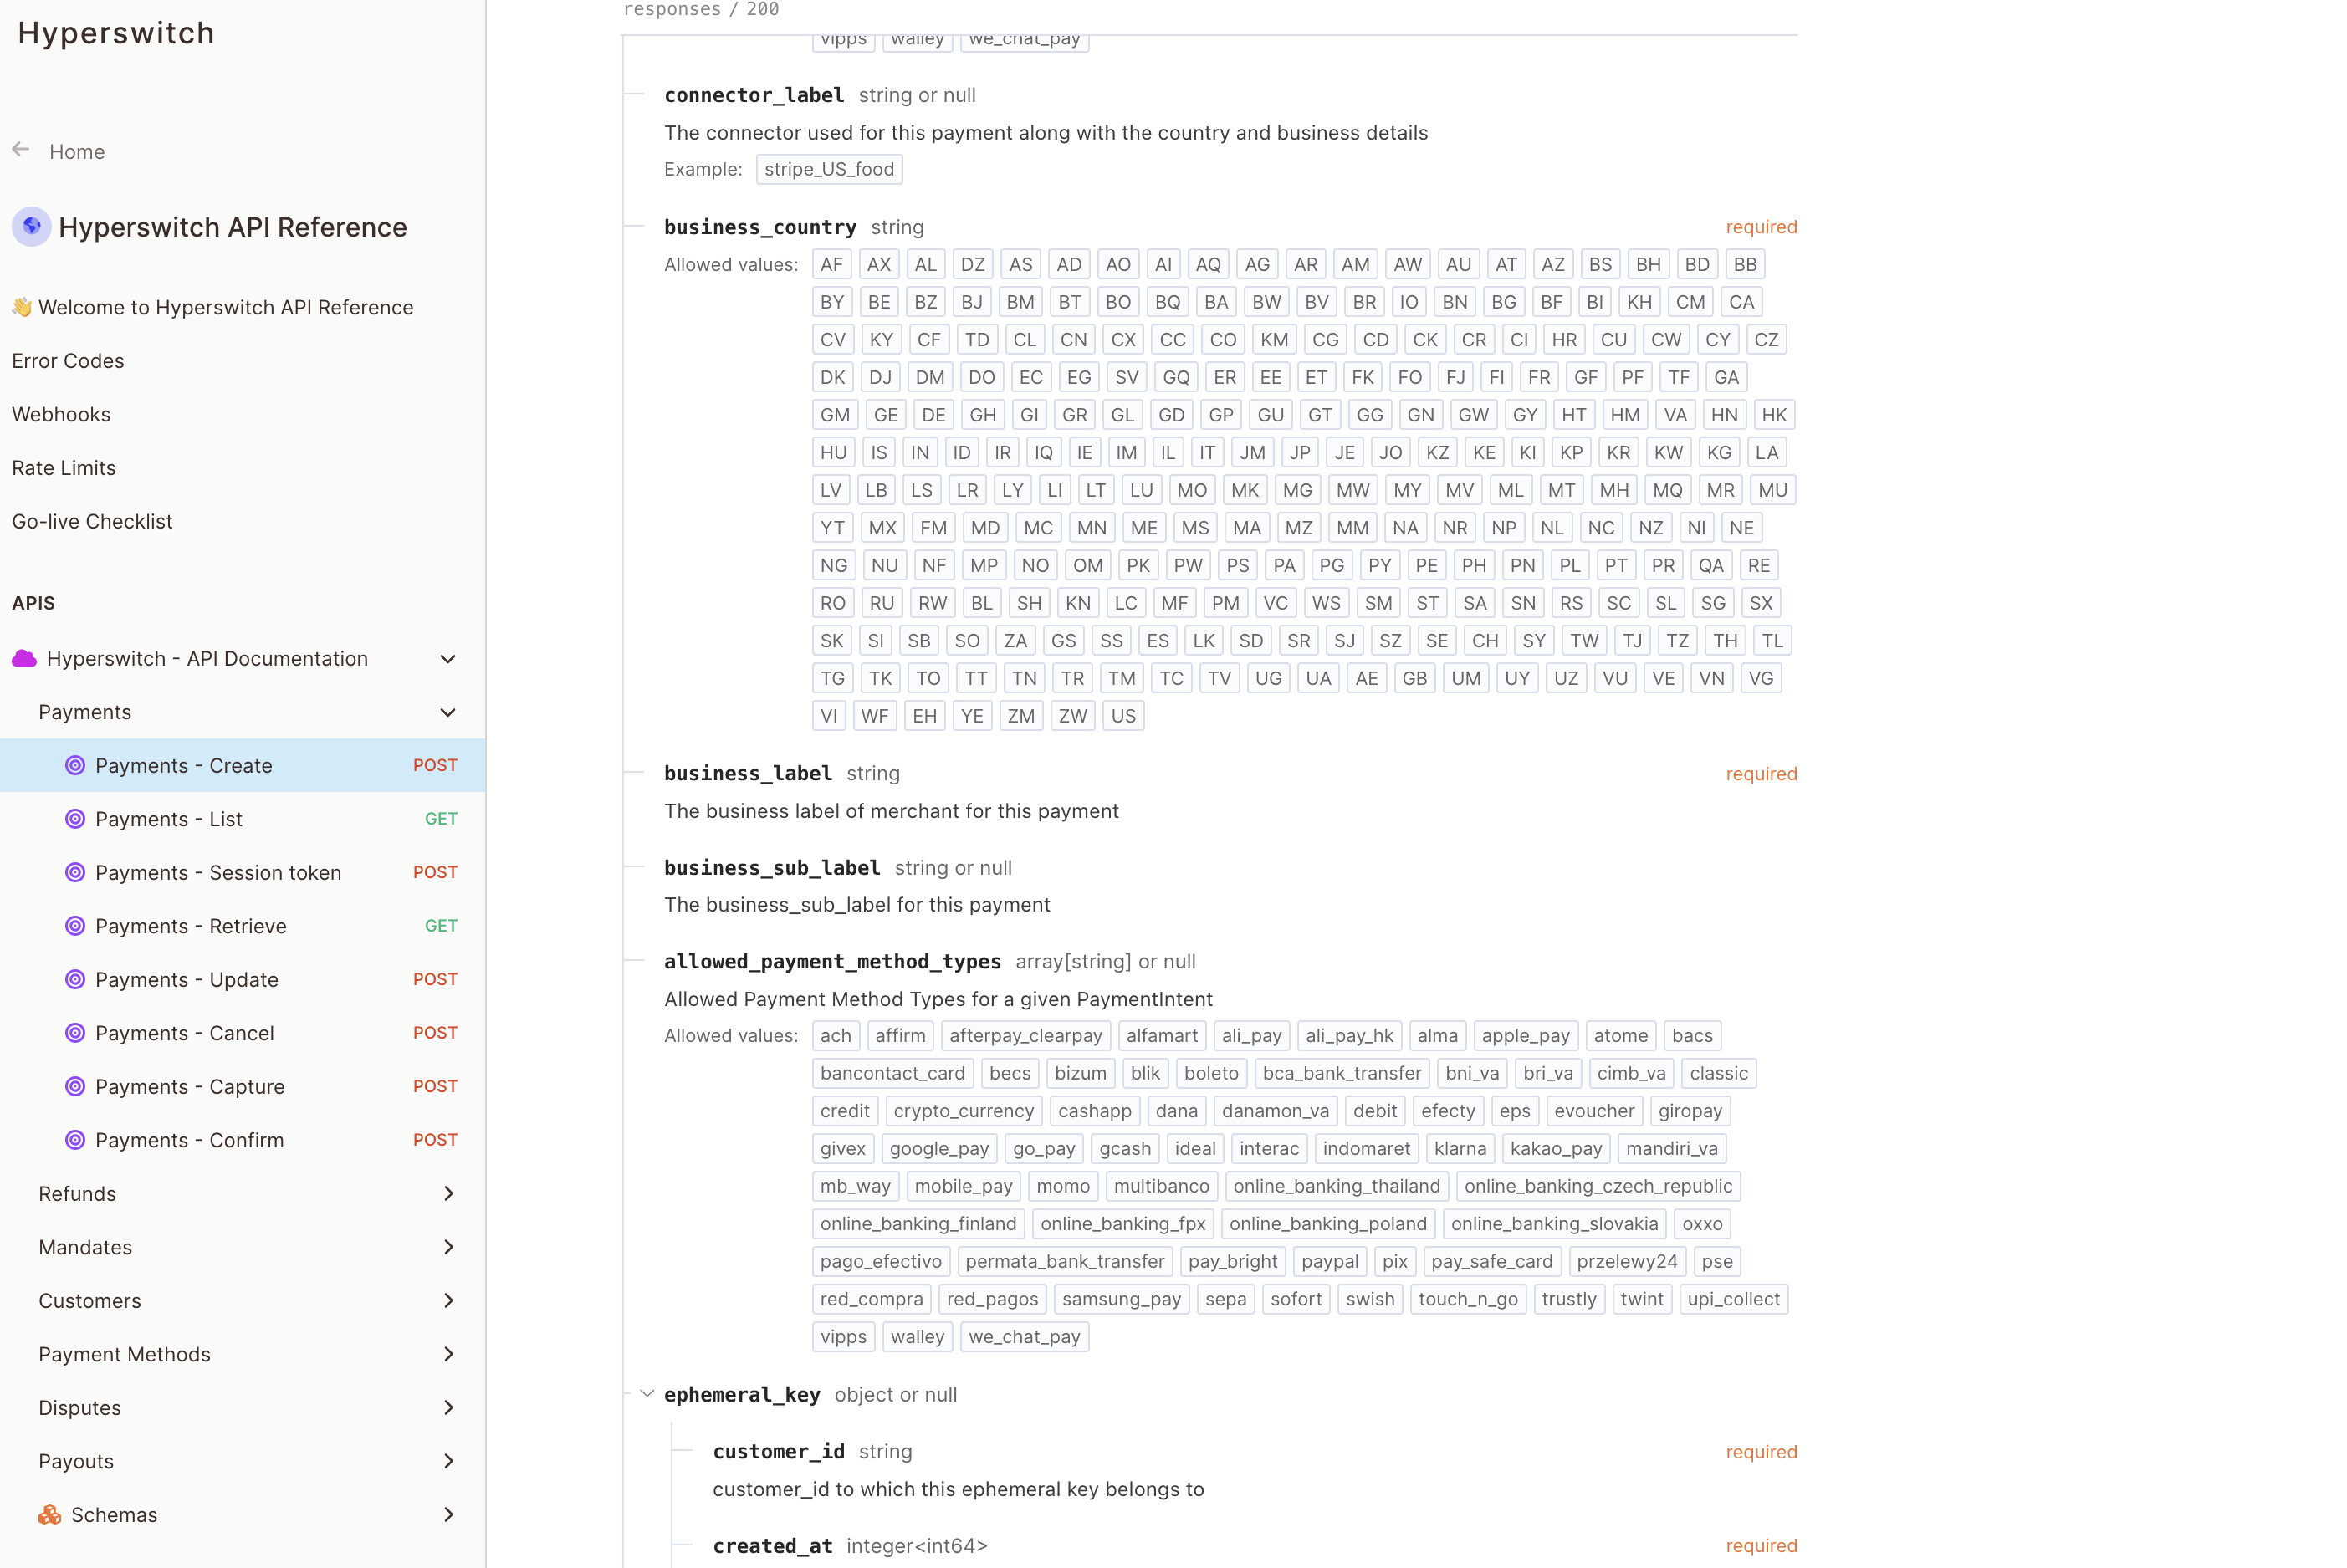 Hyperswitch
Home
Hyperswitch API Reference
👋 Welcome to Hyperswitch API Reference
Error Codes
Webhooks
Rate Limits
Go-live Checklist
APIS
Hyperswitch - API Documentation
Payments
Payments - Create POST
Payments - List GET
Payments - Session token POST
Payments - Retrieve GET
Payments - Update POST
Payments - Cancel POST
Payments - Capture POST
Payments - Confirm POST
Refunds
Mandates
Customers
Payment Methods
Disputes
Payouts
Schemas
responses / 200
vipps walley we_chat_pay
connector_label string or null
The connector used for this payment along with the country and business details
Example: stripe_US_food
business_country string required
Allowed values: AF AX AL DZ AS AD AO AI AQ AG AR AM AW AU AT AZ BS BH BD BB
BY BE BZ BJ BM BT BO BQ BA BW BV BR IO BN BG BF BI KH CM CA
CV KY CF TD CL CN CX CC CO KM CG CD CK CR CI HR CU CW CY CZ
DK DJ DM DO EC EG SV GQ ER EE ET FK FO FJ FI FR GF PF TF GA
GM GE DE GH GI GR GL GD GP GU GT GG GN GW GY HT HM VA HN HK
HU IS IN ID IR IQ IE IM IL IT JM JP JE JO KZ KE KI KP KR KW KG LA
LV LB LS LR LY LI LT LU MO MK MG MW MY MV ML MT MH MQ MR MU
YT MX FM MD MC MN ME MS MA MZ MM NA NR NP NL NC NZ NI NE
NG NU NF MP NO OM PK PW PS PA PG PY PE PH PN PL PT PR QA RE
RO RU RW BL SH KN LC MF PM VC WS SM ST SA SN RS SC SL SG SX
SK SI SB SO ZA GS SS ES LK SD SR SJ SZ SE CH SY TW TJ TZ TH TL
TG TK TO TT TN TR TM TC TV UG UA AE GB UM UY UZ VU VE VN VG
VI WF EH YE ZM ZW US
business_label string required
The business label of merchant for this payment
business_sub_label string or null
The business_sub_label for this payment
allowed_payment_method_types array[string] or null
Allowed Payment Method Types for a given PaymentIntent
Allowed values: ach affirm afterpay_clearpay alfamart ali_pay ali_pay_hk alma apple_pay atome bacs
bancontact_card becs bizum blik boleto bca_bank_transfer bni_va bri_va cimb_va classic
credit crypto_currency cashapp dana danamon_va debit efecty eps evoucher giropay
givex google_pay go_pay gcash ideal interac indomaret klarna kakao_pay mandiri_va
mb_way mobile_pay momo multibanco online_banking_thailand online_banking_czech_republic
online_banking_finland online_banking_fpx online_banking_poland online_banking_slovakia oxxo
pago_efectivo permata_bank_transfer pay_bright paypal pix pay_safe_card przelewy24 pse
red_compra red_pagos samsung_pay sepa sofort swish touch_n_go trustly twint upi_collect
vipps walley we_chat_pay
ephemeral_key object or null
customer_id string required
customer_id to which this ephemeral key belongs to
created_at integer<int64> required